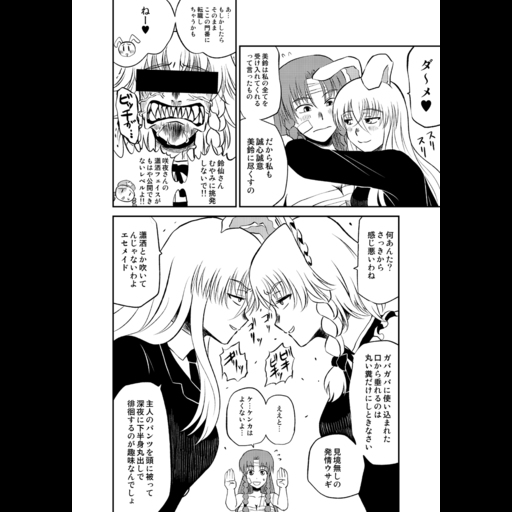 ダ～メ♥
スリ
スリ
美鈴は私の全てを
受け入れてくれる
って言ったもの
だから私も
誠心誠意
美鈴に尽くすの
あ…
もしかしたら
そのまま
ここの門番に
転職し
ちゃうかも
ねー♥
ビッチが…
鈴仙さん
むやみに挑発
しないで!!
咲夜さんの
瀟洒フェイスが
もはや公開でき
ないレベルよ!!
何あんた?
さっきから
感じ悪いわね
瀟洒とか吹いて
んじゃないわよ
エセメイド
ガバガバに使い込まれた
口から垂れるのは
丸い糞だけにしときなさい
見境無しの
発情ウサギ
主人のパンツを頭に被って
深夜に下半身丸出しで
徘徊するのが趣味なんでしょ
ええと…
ケ…ケンカは
よくないよ…